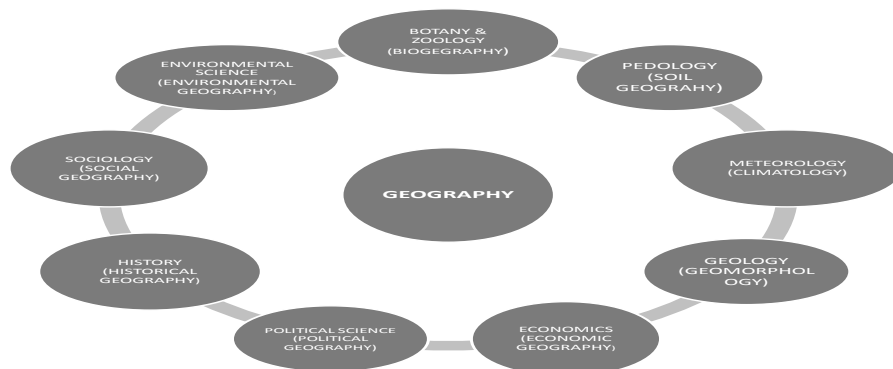 BOTANY &
ZOOLOGY
(BIOGEGRAPHY)
PEDOLOGY
(SOIL
GEOGRAHY)
METEOROLOGY
(CLIMATOLOGY)
GEOLOGY
(GEOMORPHOL
OGY)
ECONOMICS
(ECONOMIC
GEOGRAPHY)
POLITICAL SCIENCE
(POLITICAL
GEOGRAPHY)
HISTORY
(HISTORICAL
GEOGRAPHY)
SOCIOLOGY
(SOCIAL
GEOGRAPHY)
ENVIRONMENTAL
SCIENCE
(ENVIRONMENTAL
GEOGRAPHY)
GEOGRAPHY